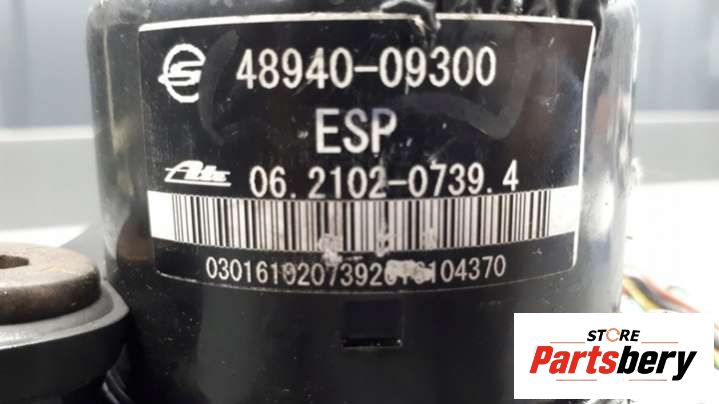 48940-09300
ESP
Ate 06.2102-0739.4
STORE
Partsbery